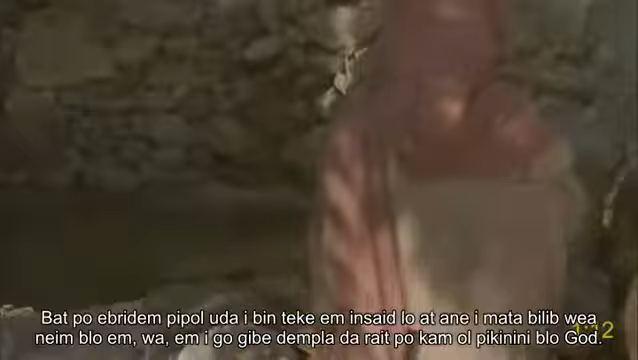 Bat po ebridem pipol uda i bin teke em insaid lo at ane i mata bilib wea
neim blo em, wa, em i go gibe dempla da rait po kam ol pikinini blo God.